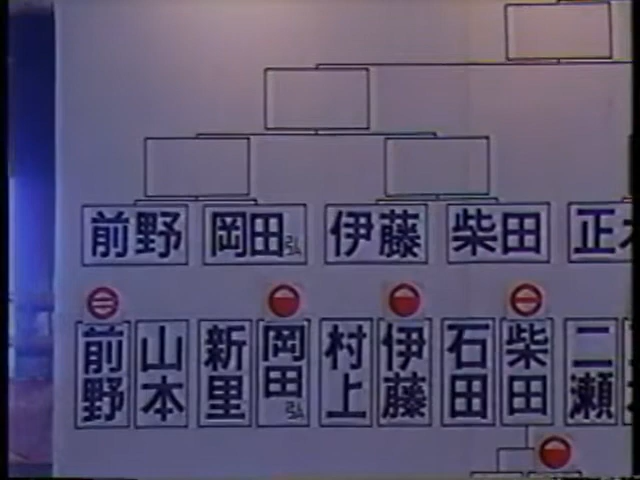 前野 岡田弘 伊藤 柴田 正
前野 山本 新里 岡田弘 村上 伊藤 石田 柴田 二瀬